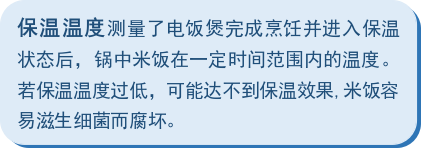 保温温度测量了电饭煲完成烹饪并进入保温
状态后，锅中米饭在一定时间范围内的温度。
若保温温度过低，可能达不到保温效果,米饭容
易滋生细菌而腐坏。